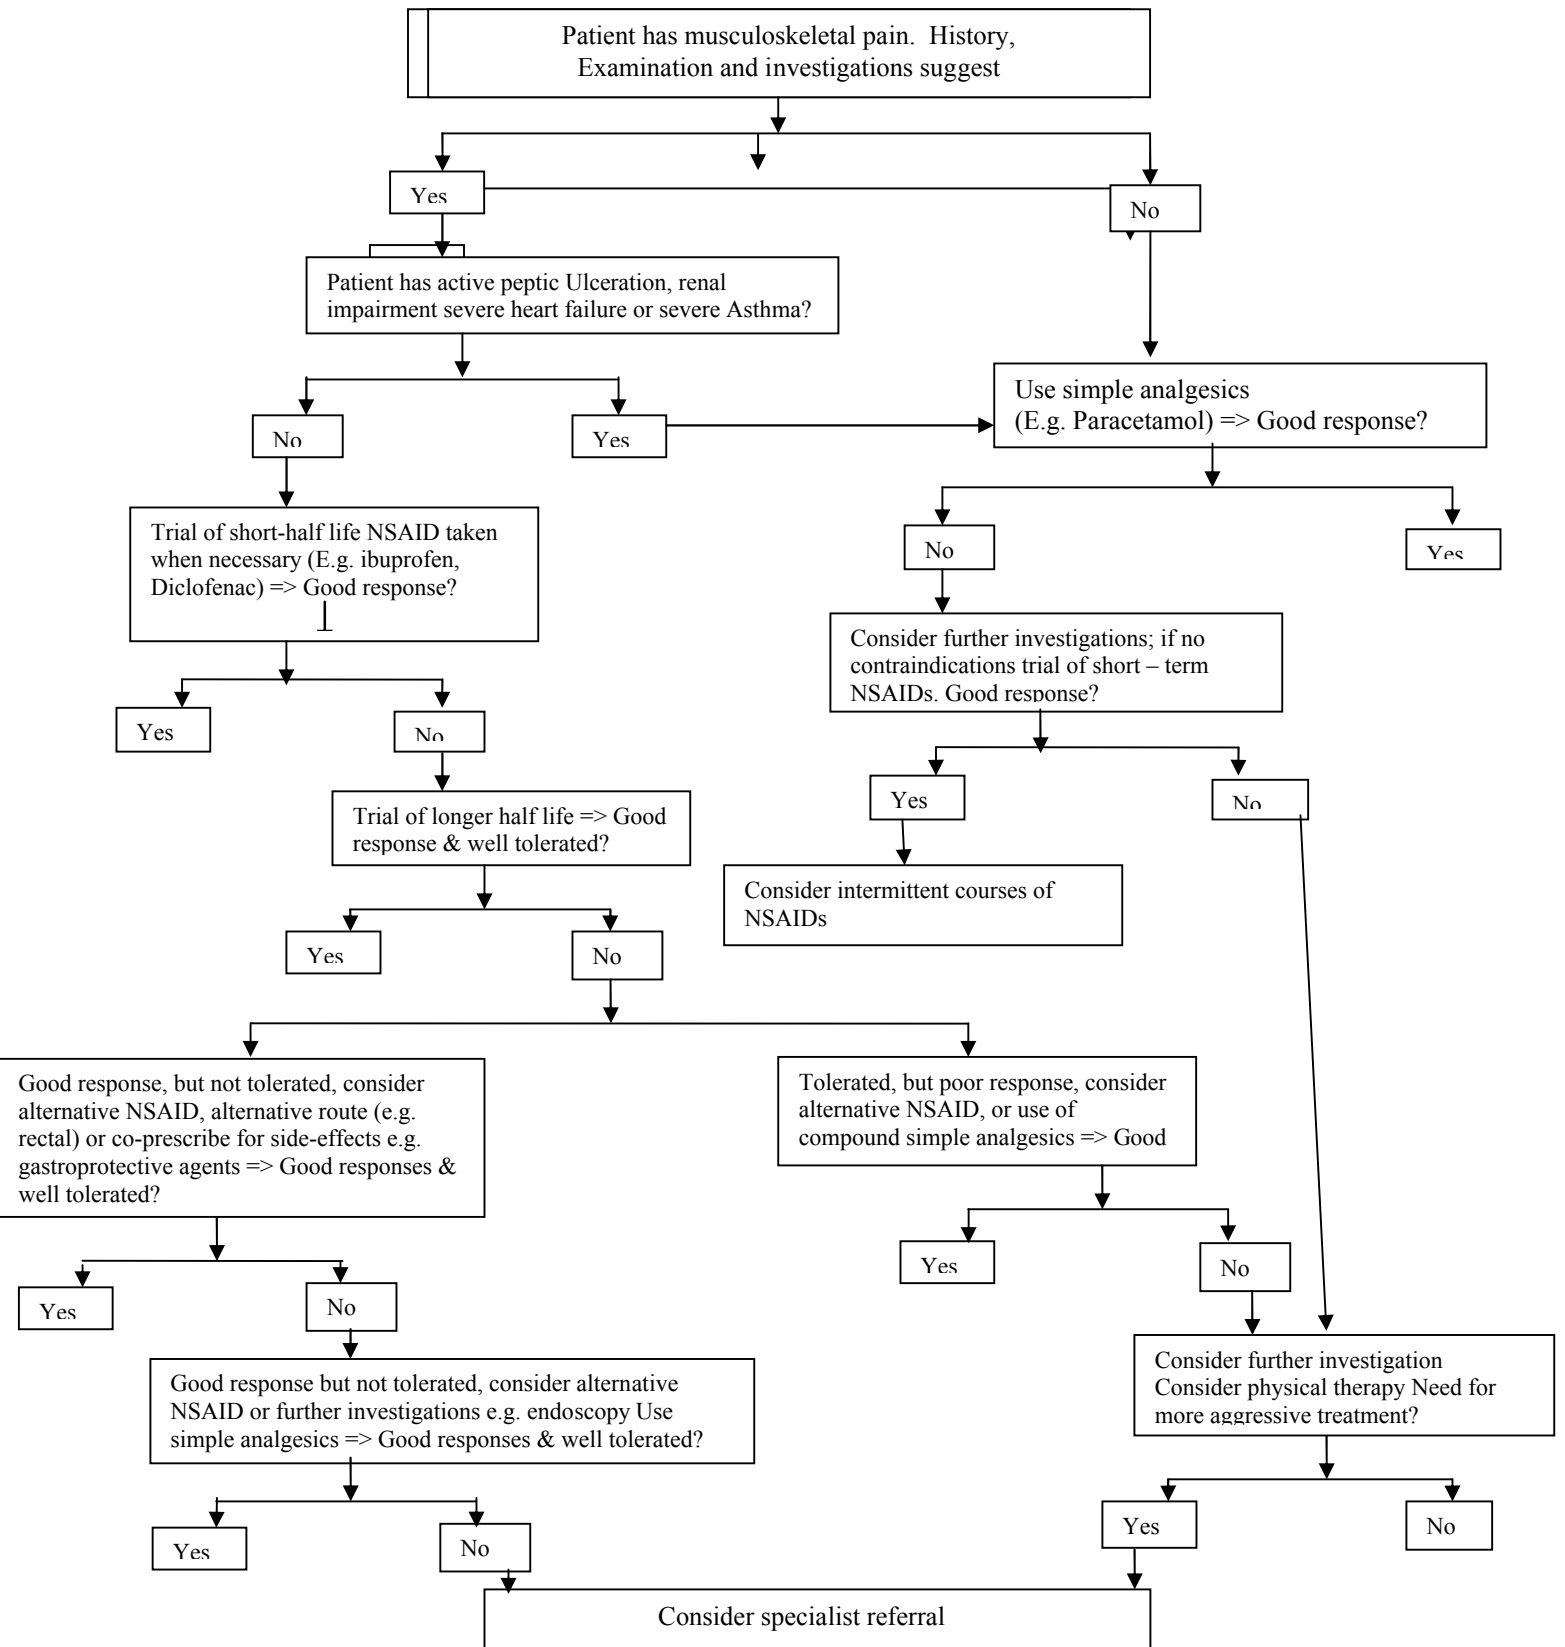 Patient has musculoskeletal pain.  History,
Examination and investigations suggest
Yes
No
Patient has active peptic Ulceration, renal
impairment severe heart failure or severe Asthma?
Use simple analgesics
(E.g. Paracetamol) => Good response?
No
Yes
Trial of short-half life NSAID taken
when necessary (E.g. ibuprofen,
Diclofenac) => Good response?
No
Yes
Consider further investigations; if no
contraindications trial of short – term
NSAIDs. Good response?
Yes
No
Yes
No
Trial of longer half life => Good
response & well tolerated?
Consider intermittent courses of
NSAIDs
Yes
No
Good response, but not tolerated, consider
alternative NSAID, alternative route (e.g.
rectal) or co-prescribe for side-effects e.g.
gastroprotective agents => Good responses &
well tolerated?
Tolerated, but poor response, consider
alternative NSAID, or use of
compound simple analgesics => Good
Yes
No
Yes
No
Good response but not tolerated, consider alternative
NSAID or further investigations e.g. endoscopy Use
simple analgesics => Good responses & well tolerated?
Consider further investigation
Consider physical therapy Need for
more aggressive treatment?
Yes
No
Yes
No
Consider specialist referral